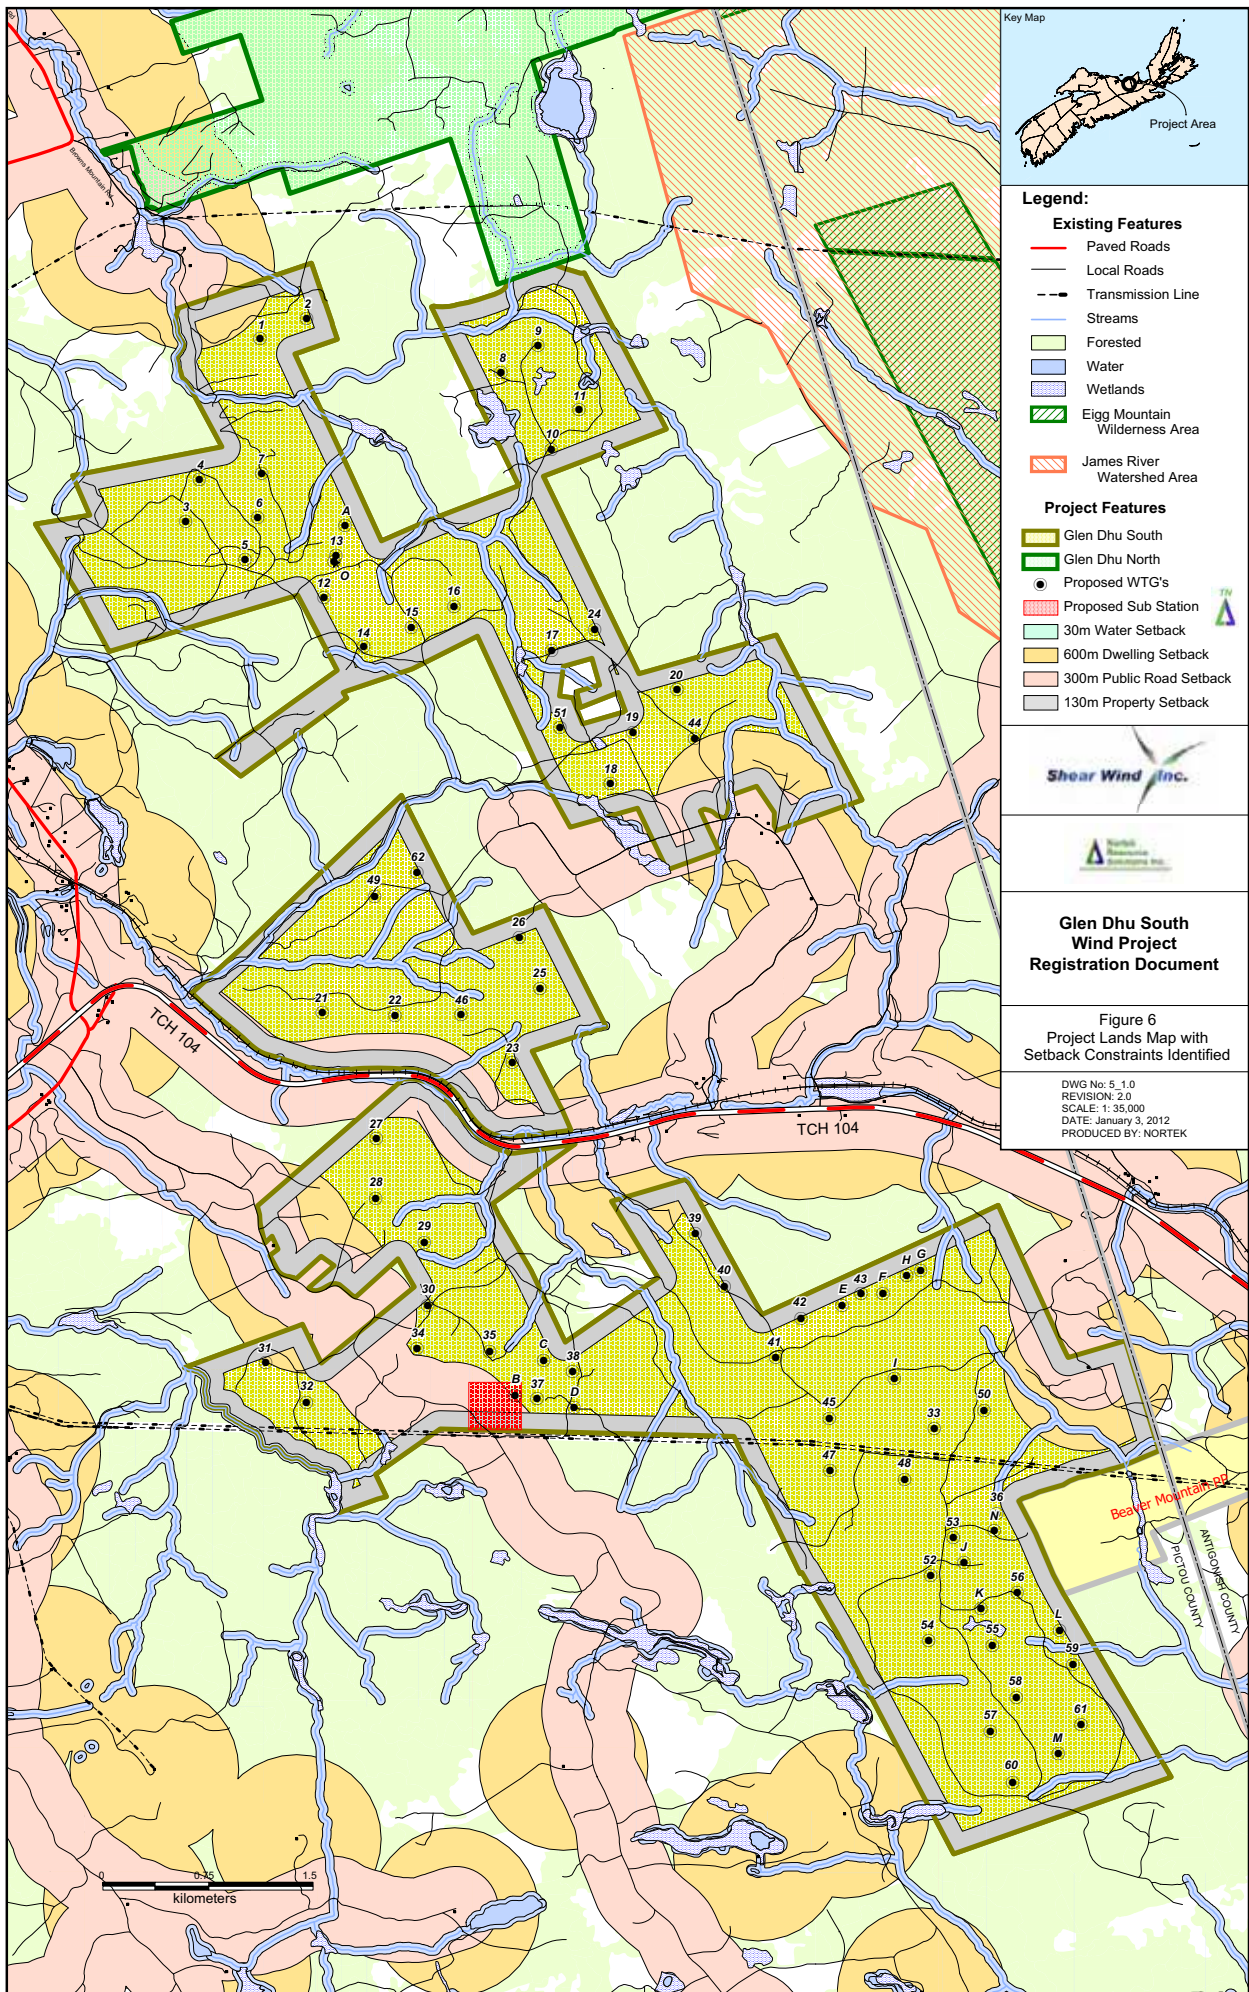 Key Map
Project Area
Legend:
Existing Features
Paved Roads
Local Roads
Transmission Line
Streams
Forested
Water
Wetlands
Eigg Mountain
Wilderness Area
James River
Watershed Area
Project Features
Glen Dhu South
Glen Dhu North
Proposed WTG's
Proposed Sub Station
TN
30m Water Setback
600m Dwelling Setback
300m Public Road Setback
130m Property Setback
Shear Wind Inc.
Nortek
Resource
Solutions Inc.
Glen Dhu South
Wind Project
Registration Document
Figure 6
Project Lands Map with
Setback Constraints Identified
DWG No: 5_1.0
REVISION: 2.0
SCALE: 1: 35,000
DATE: January 3, 2012
PRODUCED BY: NORTEK
Browns Mountain
2
1
9
8
11
10
4
7
3
6
A
5
13
O
12
16
15
14
24
17
20
51
19
44
18
62
49
26
25
21
22
46
23
TCH 104
TCH 104
27
28
29
39
40
30
H
G
43
E
F
42
34
35
C
38
41
31
32
B
37
D
I
45
33
50
47
48
36
N
53
J
52
56
K
L
54
55
59
58
57
61
M
60
Beaver Mountain PP
ANTIGONISH COUNTY
PICTOU COUNTY
0
0.75
1.5
kilometers